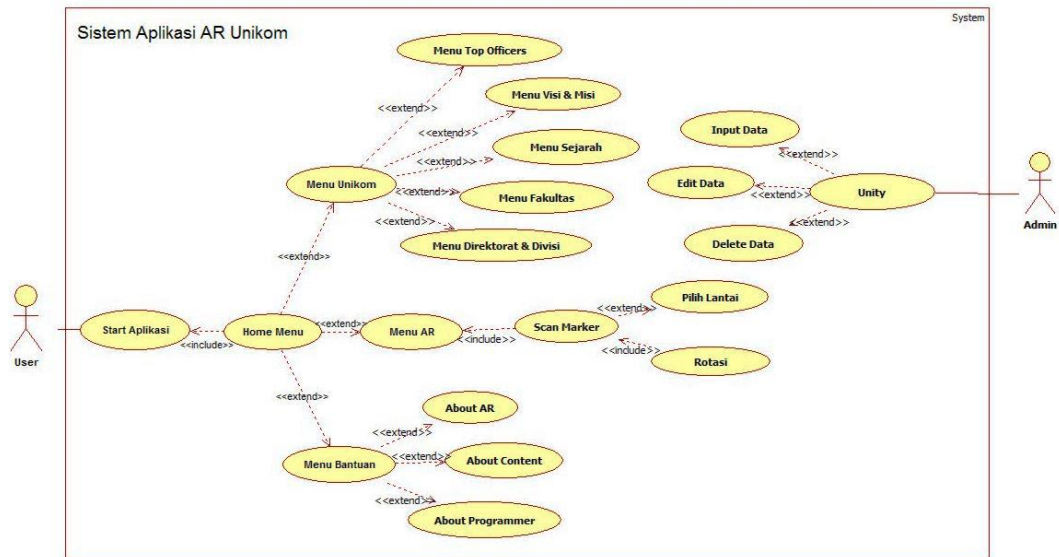 System
Sistem Aplikasi AR Unikom
Menu Top Officers
<<extend>>
Menu Visi & Misi
<<extend>>
Menu Sejarah
<<extend>>
Menu Unikom
<<extend>>
Menu Fakultas
<<extend>>
Menu Direktorat & Divisi
Input Data
<<extend>>
Edit Data
<<extend>>
Unity
<<extend>>
Delete Data
Admin
<<extend>>
User
Start Aplikasi
<<include>>
Home Menu
<<extend>>
Menu AR
<<include>>
Scan Marker
<<extend>>
Pilih Lantai
<<include>>
Rotasi
<<extend>>
About AR
<<extend>>
Menu Bantuan
<<extend>>
About Content
<<extend>>
About Programmer